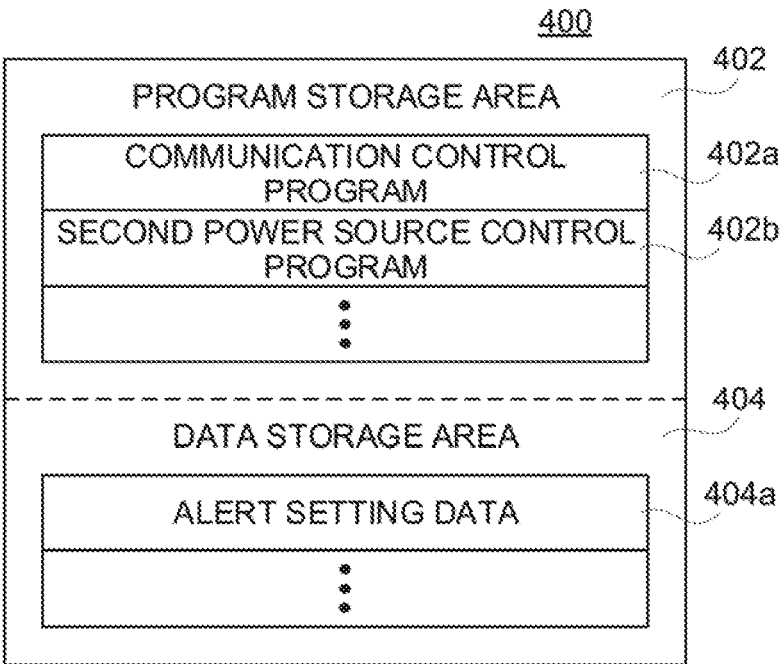 400
402
PROGRAM STORAGE AREA
COMMUNICATION CONTROL
PROGRAM
402a
SECOND POWER SOURCE CONTROL
PROGRAM
402b
404
DATA STORAGE AREA
ALERT SETTING DATA
404a